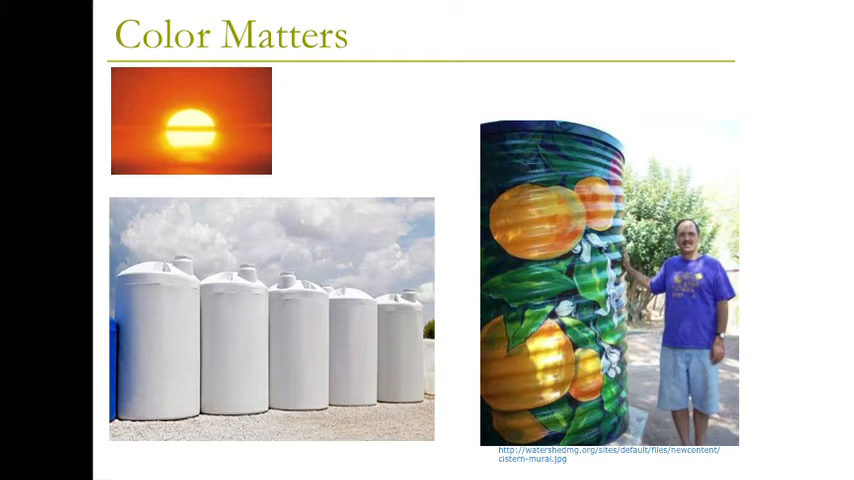 Color Matters
http://watershedmg.org/sites/default/files/newcontent/
cistern-mural.jpg